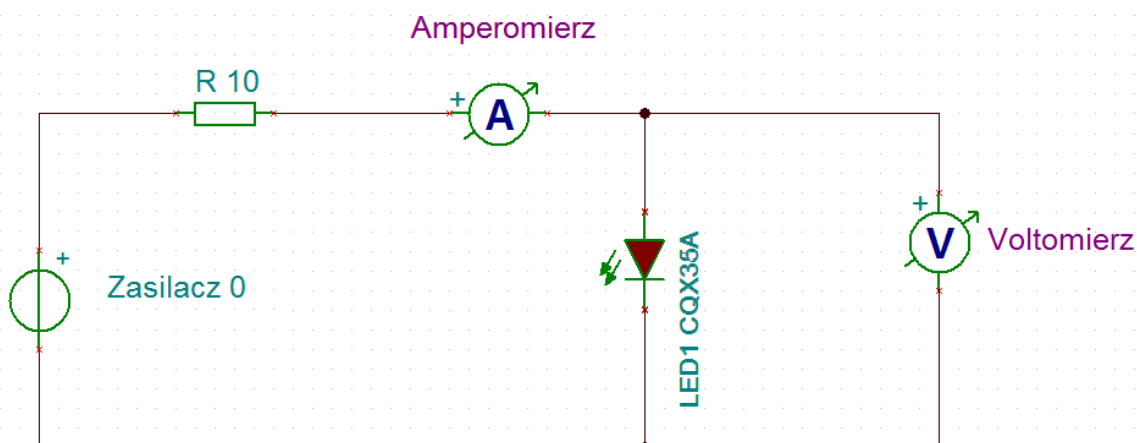 Amperomierz
R 10
+
A
+
V
Voltomierz
+
Zasilacz 0
LED1 CQX35A